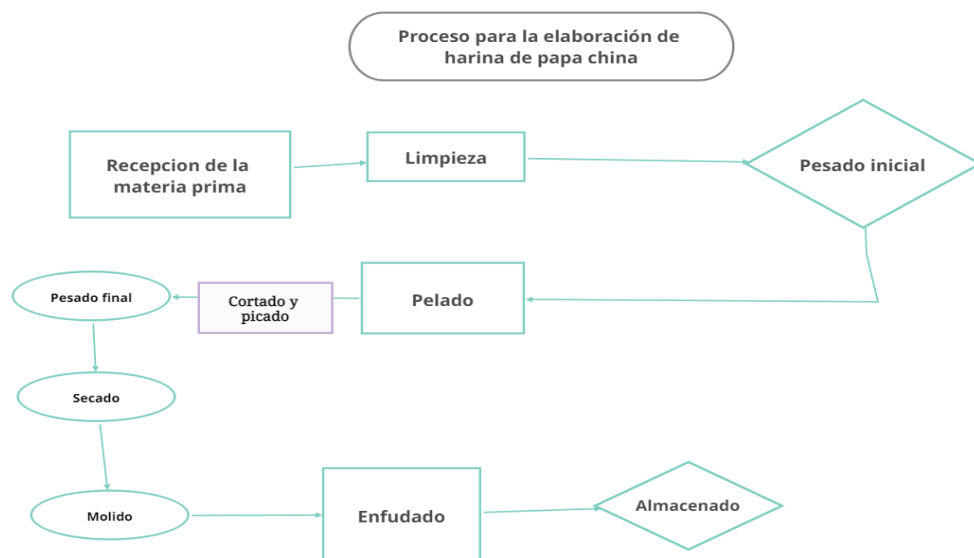 Proceso para la elaboración de
harina de papa china
Recepcion de la
materia prima
Limpieza
Pesado inicial
Pelado
Cortado y
picado
Pesado final
Secado
Molido
Enfudado
Almacenado